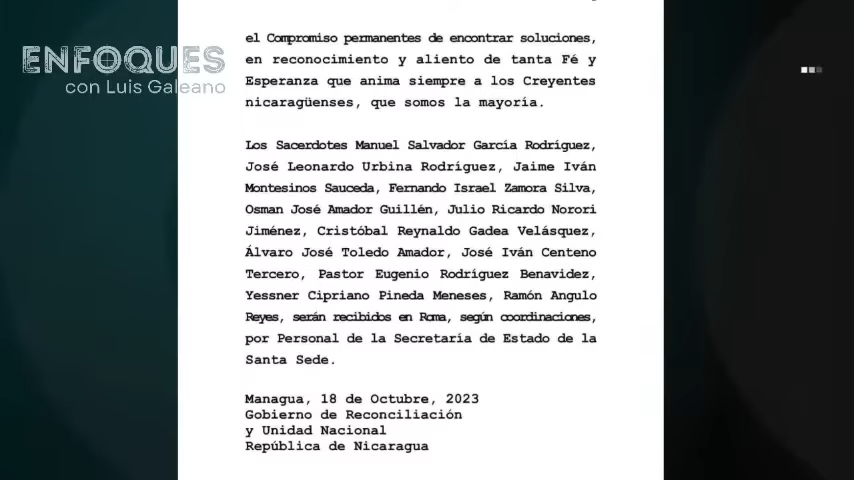 ENFOQUES
con Luis Galeano
el Compromiso permanentes de encontrar soluciones,
en reconocimiento y aliento de tanta Fé y
Esperanza que anima siempre a los Creyentes
nicaragüenses, que somos la mayoría.
Los Sacerdotes Manuel Salvador García Rodríguez,
José Leonardo Urbina Rodríguez, Jaime Iván
Montesinos Sauceda, Fernando Israel Zamora Silva,
Osman José Amador Guillén, Julio Ricardo Norori
Jiménez, Cristóbal Reynaldo Gadea Velásquez,
Álvaro José Toledo Amador, José Iván Centeno
Tercero, Pastor Eugenio Rodríguez Benavidez,
Yessner Cipriano Pineda Meneses, Ramón Angulo
Reyes, serán recibidos en Roma, según coordinaciones,
por Personal de la Secretaría de Estado de la
Santa Sede.
Managua, 18 de Octubre, 2023
Gobierno de Reconciliación
y Unidad Nacional
República de Nicaragua